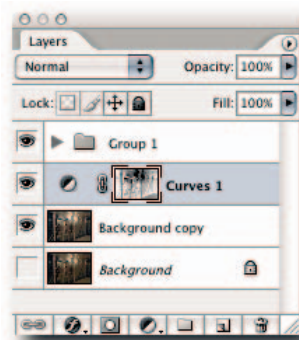 Layers
Normal Opacity: 100%
Lock: Fill: 100%
Group 1
Curves 1
Background copy
Background